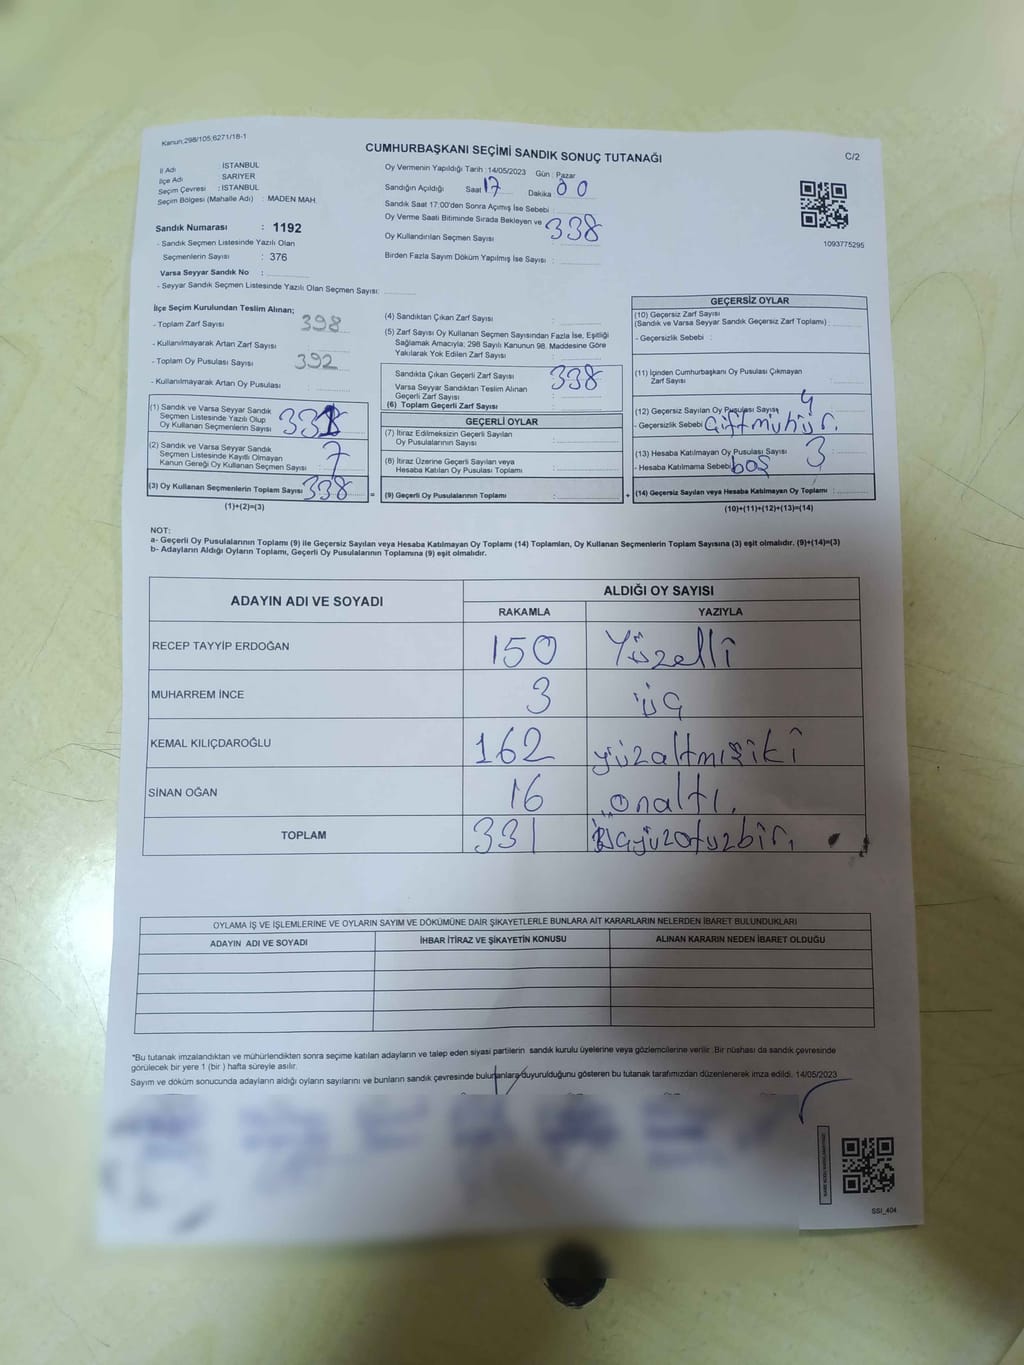 Kanun;298/105,6271/18-1
CUMHURBAŞKANI SEÇİMİ SANDIK SONUÇ TUTANAĞI
C/2
İl Adı : İSTANBUL
İlçe Adı : SARIYER
Seçim Çevresi : İSTANBUL
Seçim Bölgesi (Mahalle Adı) : MADEN MAH.
Sandık Numarası : 1192
- Sandık Seçmen Listesinde Yazılı Olan
Seçmenlerin Sayısı : 376
Varsa Seyyar Sandık No :
- Seyyar Sandık Seçmen Listesinde Yazılı Olan Seçmen Sayısı:
Oy Vermenin Yapıldığı Tarih :14/05/2023 Gün : Pazar
Sandığın Açıldığı Saat 17 Dakika 00
Sandık Saat 17:00'den Sonra Açımış İse Sebebi :
Oy Verme Saati Bitiminde Sırada Bekleyen ve
Oy Kullandırılan Seçmen Sayısı : 338
Birden Fazla Sayım Döküm Yapılmış İse Sayısı :
1093775295
İlçe Seçim Kurulundan Teslim Alınan;
- Toplam Zarf Sayısı : 398
- Kullanılmayarak Artan Zarf Sayısı :
- Toplam Oy Pusulası Sayısı : 392
- Kullanılmayarak Artan Oy Pusulası :
(1) Sandık ve Varsa Seyyar Sandık
Seçmen Listesinde Yazılı Olup
Oy Kullanan Seçmenlerin Sayısı : 331
(2) Sandık ve Varsa Seyyar Sandık
Seçmen Listesinde Kayıtlı Olmayan
Kanun Gereği Oy Kullanan Seçmen Sayısı : 7
(3) Oy Kullanan Seçmenlerin Toplam Sayısı : 338
(1)+(2)=(3)
(4) Sandıktan Çıkan Zarf Sayısı :
(5) Zarf Sayısı Oy Kullanan Seçmen Sayısından Fazla İse, Eşitliği
Sağlamak Amacıyla; 298 Sayılı Kanunun 98. Maddesine Göre
Yakılarak Yok Edilen Zarf Sayısı :
Sandıkta Çıkan Geçerli Zarf Sayısı : 338
Varsa Seyyar Sandıktan Teslim Alınan
Geçerli Zarf Sayısı :
(6) Toplam Geçerli Zarf Sayısı :
GEÇERLİ OYLAR
(7) İtiraz Edilmeksizin Geçerli Sayılan
Oy Pusulalarının Sayısı :
(8) İtiraz Üzerine Geçerli Sayılan veya
Hesaba Katılan Oy Pusulası Toplamı :
= (9) Geçerli Oy Pusulalarının Toplamı :
GEÇERSİZ OYLAR
(10) Geçersiz Zarf Sayısı
(Sandık ve Varsa Seyyar Sandık Geçersiz Zarf Toplamı) :
- Geçersizlik Sebebi :
(11) İçinden Cumhurbaşkanı Oy Pusulası Çıkmayan
Zarf Sayısı :
(12) Geçersiz Sayılan Oy Pusulası Sayısı : 4
- Geçersizlik Sebebi : Çiftmühür.
(13) Hesaba Katılmayan Oy Pusulası Sayısı : 3
- Hesaba Katılmama Sebebi : boş
+ (14) Geçersiz Sayılan veya Hesaba Katılmayan Oy Toplamı :
(10)+(11)+(12)+(13)=(14)
NOT:
a- Geçerli Oy Pusulalarının Toplamı (9) ile Geçersiz Sayılan veya Hesaba Katılmayan Oy Toplamı (14) Toplamları, Oy Kullanan Seçmenlerin Toplam Sayısına (3) eşit olmalıdır. (9)+(14)=(3)
b- Adayların Aldığı Oyların Toplamı, Geçerli Oy Pusulalarının Toplamına (9) eşit olmalıdır.
ADAYIN ADI VE SOYADI
ALDIĞI OY SAYISI
RAKAMLA YAZIYLA
RECEP TAYYİP ERDOĞAN 150 Yüzelli
MUHARREM İNCE 3 üç
KEMAL KILIÇDAROĞLU 162 yüzaltmışiki
SİNAN OĞAN 16 onaltı.
TOPLAM 331 üçyüzotuzbir.
OYLAMA İŞ VE İŞLEMLERİNE VE OYLARIN SAYIM VE DÖKÜMÜNE DAİR ŞİKAYETLERLE BUNLARA AİT KARARLARIN NELERDEN İBARET BULUNDUKLARI
ADAYIN ADI VE SOYADI İHBAR İTİRAZ VE ŞİKAYETİN KONUSU ALINAN KARARIN NEDEN İBARET OLDUĞU
*Bu tutanak imzalandıktan ve mühürlendikten sonra seçime katılan adayların ve talep eden siyasi partilerin sandık kurulu üyelerine veya gözlemcilerine verilir. Bir nüshası da sandık çevresinde
görülecek bir yere 1 (bir ) hafta süreyle asılır.
Sayım ve döküm sonucunda adayların aldığı oyların sayılarını ve bunların sandık çevresinde bulunanlara duyurulduğunu gösteren bu tutanak tarafımızdan düzenlenerek imza edildi. 14/05/2023
SSI_404